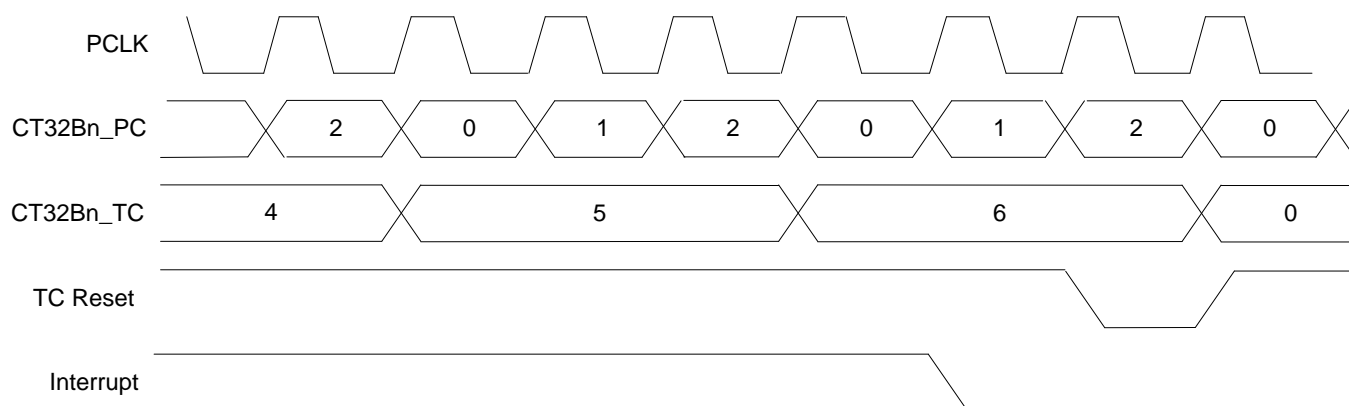 PCLK
CT32Bn_PC 2 0 1 2 0 1 2 0
CT32Bn_TC 4 5 6 0
TC Reset
Interrupt